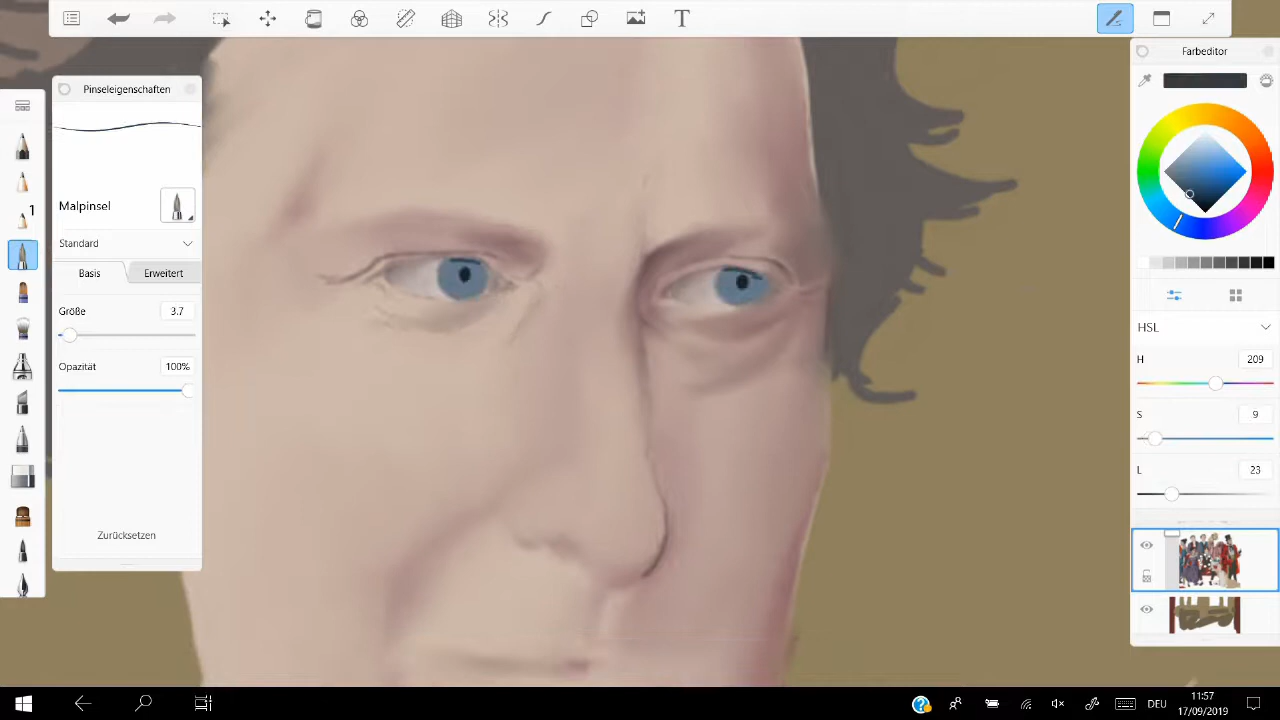 T
Pinseleigenschaften
Farbeditor
1
Malpinsel
Standard
Basis
Erweitert
Größe
3.7
Opazität
100%
Zurücksetzen
HSL
H
209
S
9
L
23
DEU
11:57
17/09/2019